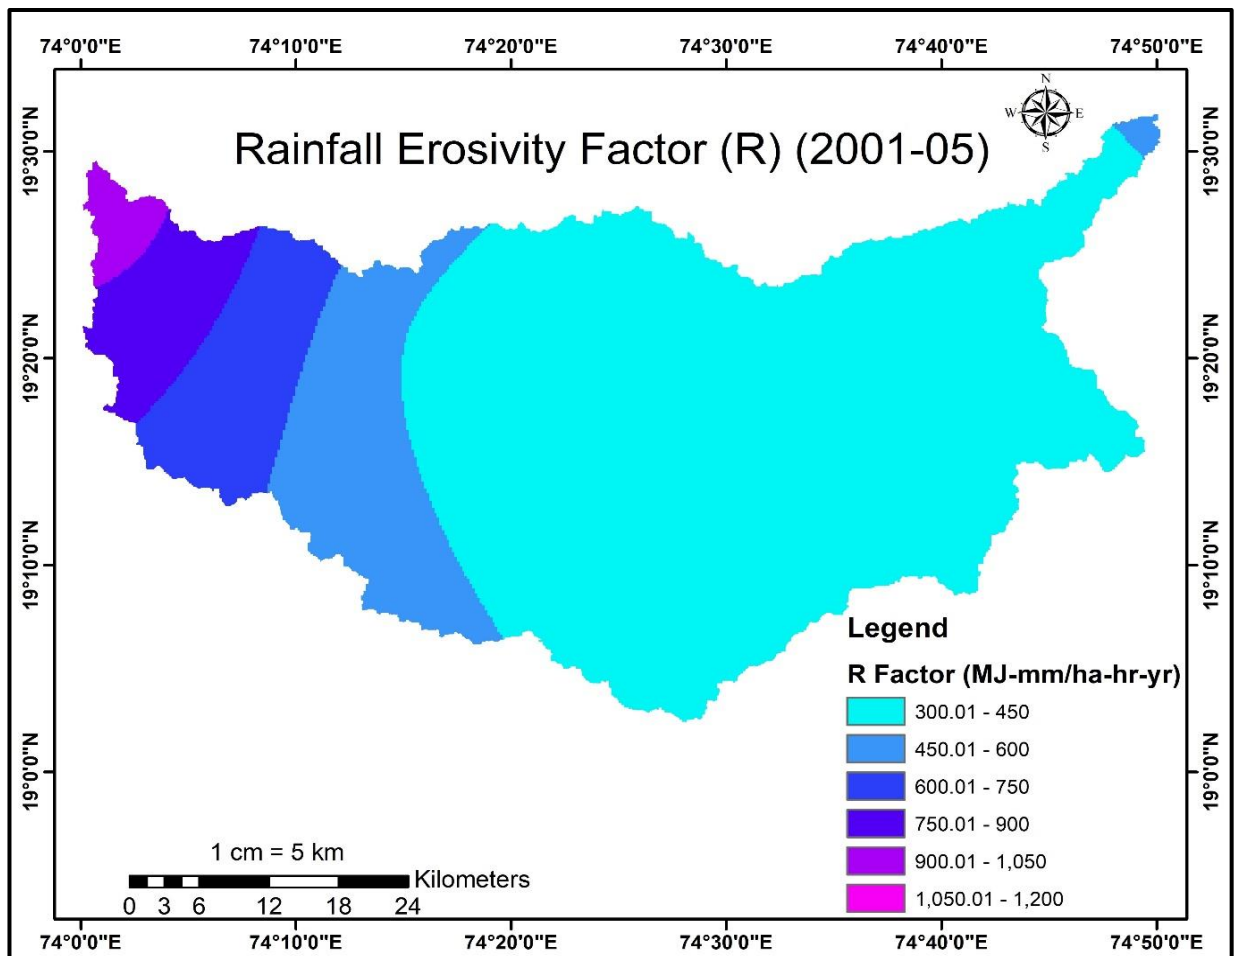 74°0'0"E 74°10'0"E 74°20'0"E 74°30'0"E 74°40'0"E 74°50'0"E
N
W E
S
Rainfall Erosivity Factor (R) (2001-05)
19°30'0"N 19°30'0"N
19°20'0"N 19°20'0"N
19°10'0"N 19°10'0"N
19°0'0"N 19°0'0"N
Legend
R Factor (MJ-mm/ha-hr-yr)
300.01 - 450
450.01 - 600
600.01 - 750
750.01 - 900
900.01 - 1,050
1,050.01 - 1,200
1 cm = 5 km
Kilometers
0 3 6 12 18 24
74°0'0"E 74°10'0"E 74°20'0"E 74°30'0"E 74°40'0"E 74°50'0"E